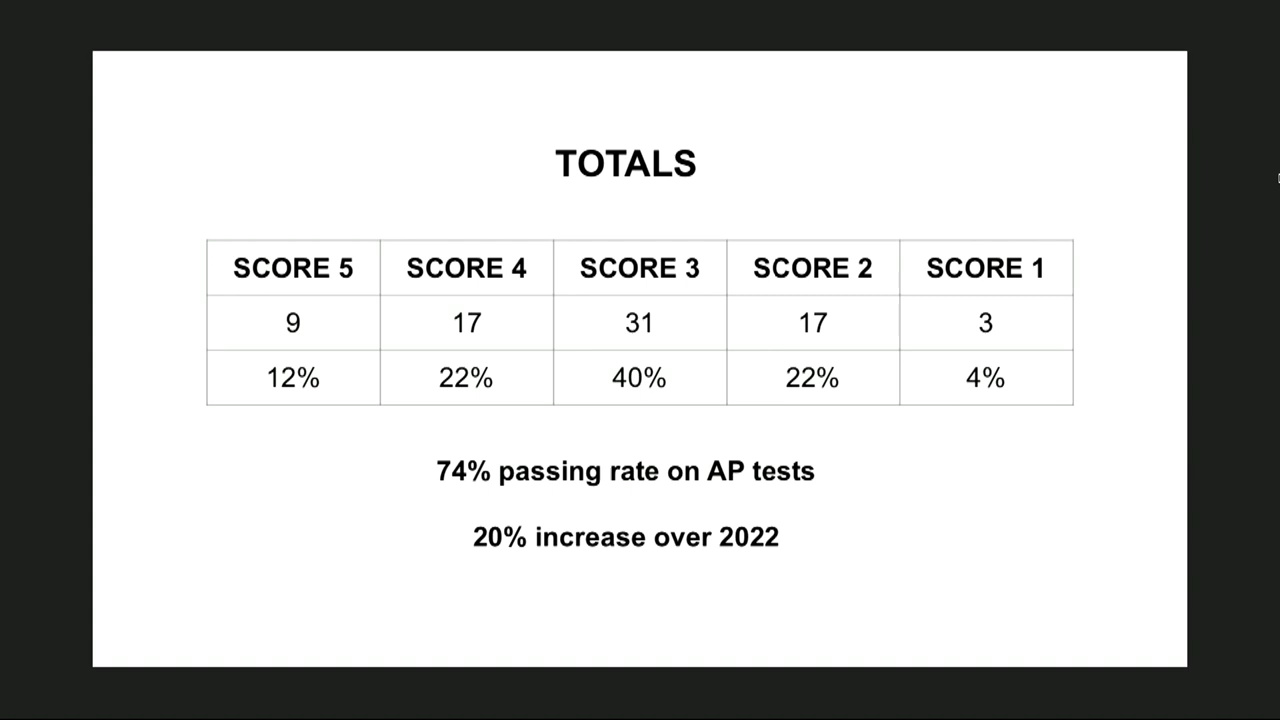 TOTALS
SCORE 5 SCORE 4 SCORE 3 SCORE 2 SCORE 1
9 17 31 17 3
12% 22% 40% 22% 4%
74% passing rate on AP tests
20% increase over 2022